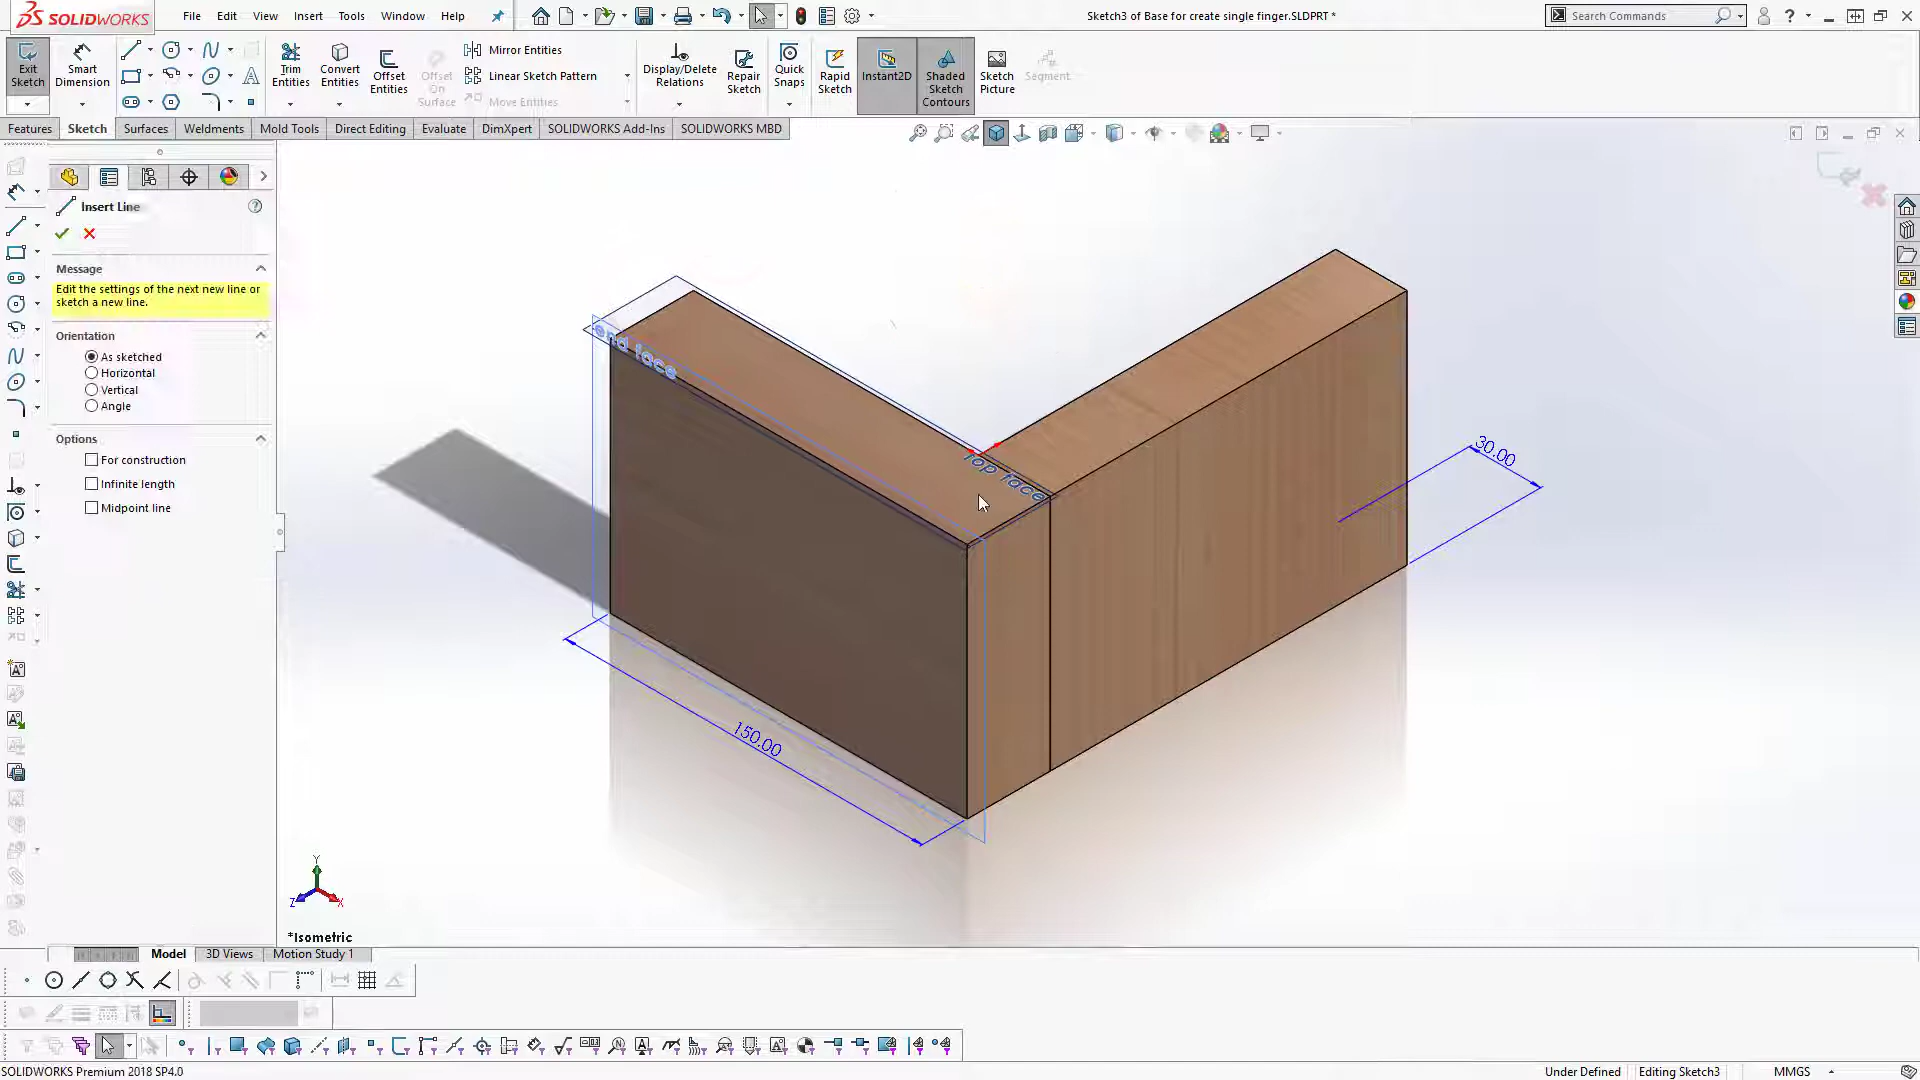 SOLIDWORKS
File Edit View Insert Tools Window Help
Sketch3 of Base for create single finger.SLDPRT *
Search Commands
Exit Sketch
Smart Dimension
Trim Entities
Convert Entities
Offset Entities
Offset On Surface
Mirror Entities
Linear Sketch Pattern
Move Entities
Display/Delete Relations
Repair Sketch
Quick Snaps
Rapid Sketch
Instant2D
Shaded Sketch Contours
Sketch Picture
Segment
Features Sketch Surfaces Weldments Mold Tools Direct Editing Evaluate DimXpert SOLIDWORKS Add-Ins SOLIDWORKS MBD
Insert Line
Message
Edit the settings of the next new line or
sketch a new line.
Orientation
As sketched
Horizontal
Vertical
Angle
Options
For construction
Infinite length
Midpoint line
end face
Top face
30.00
150.00
Y
Z
X
*Isometric
Model 3D Views Motion Study 1
SOLIDWORKS Premium 2018 SP4.0
Under Defined Editing Sketch3 MMGS